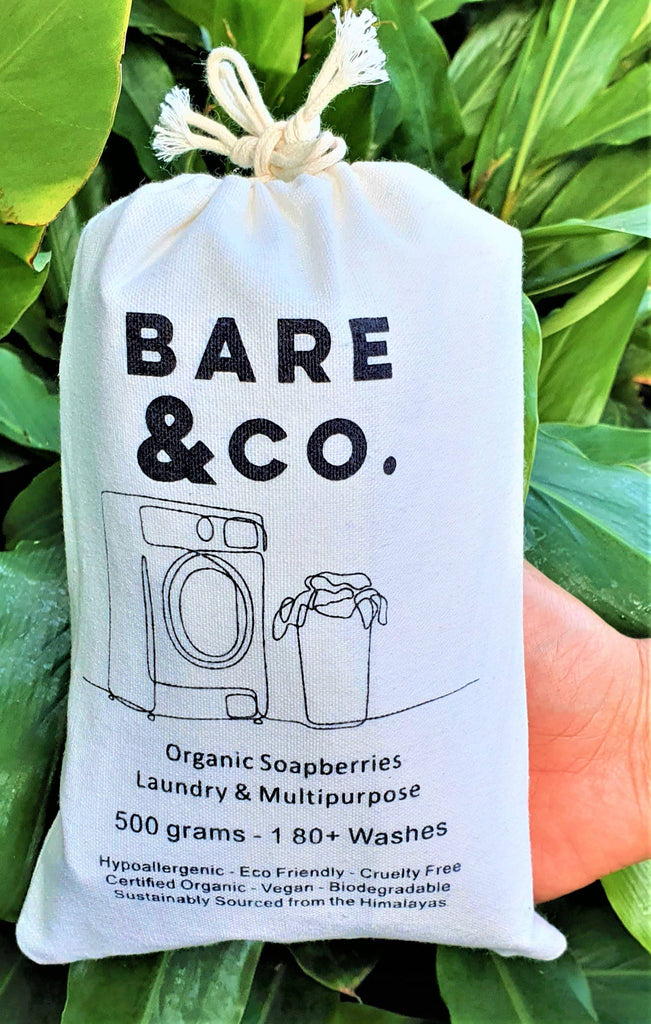 BARE
&CO.
Organic Soapberries
Laundry & Multipurpose
500 grams - 1 80+ Washes
Hypoallergenic - Eco Friendly - Cruelty Free
Certified Organic - Vegan - Biodegradable
Sustainably Sourced from the Himalayas